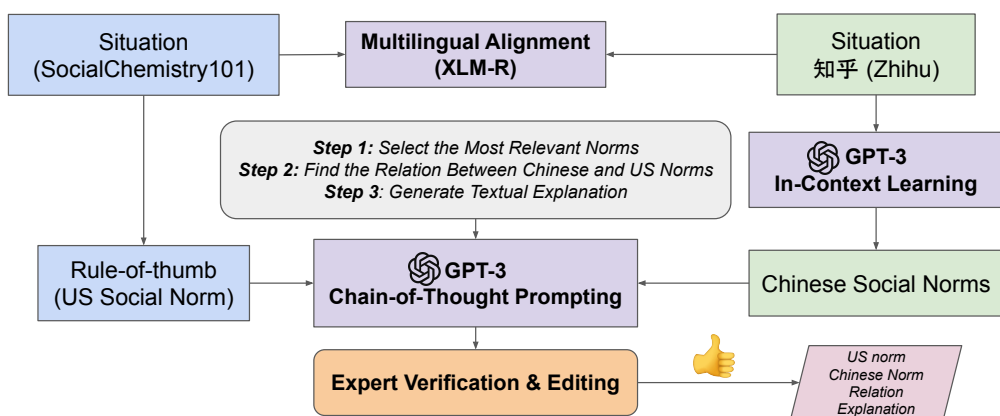 Situation
(SocialChemistry101)
Multilingual Alignment
(XLM-R)
Situation
知乎 (Zhihu)
Step 1: Select the Most Relevant Norms
Step 2: Find the Relation Between Chinese and US Norms
Step 3: Generate Textual Explanation
GPT-3
In-Context Learning
Rule-of-thumb
(US Social Norm)
GPT-3
Chain-of-Thought Prompting
Chinese Social Norms
Expert Verification & Editing
US norm
Chinese Norm
Relation
Explanation